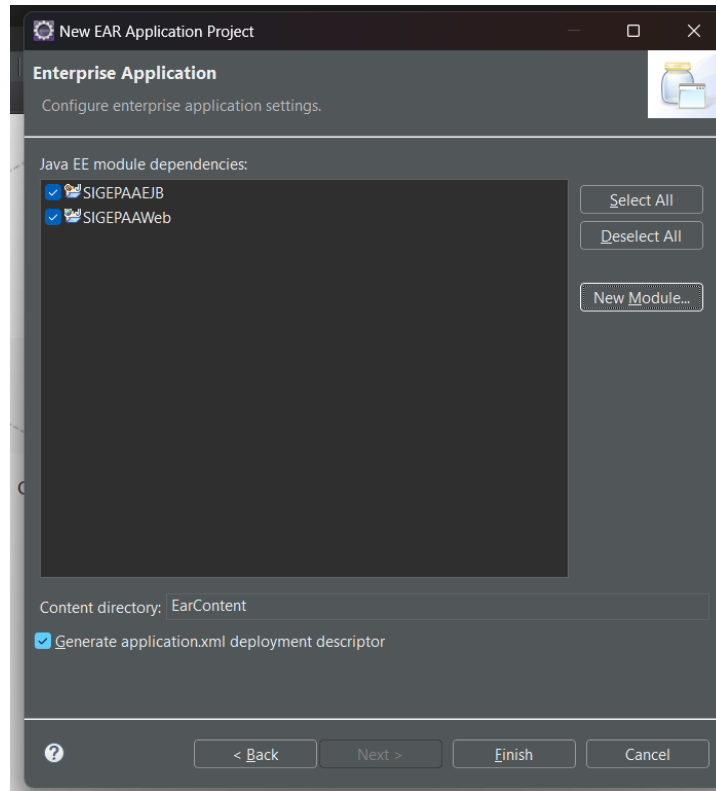 New EAR Application Project
Enterprise Application
Configure enterprise application settings.
Java EE module dependencies:
SIGEPAAEJB
SIGEPAAWeb
Select All
Deselect All
New Module...
Content directory: EarContent
Generate application.xml deployment descriptor
< Back Next > Finish Cancel